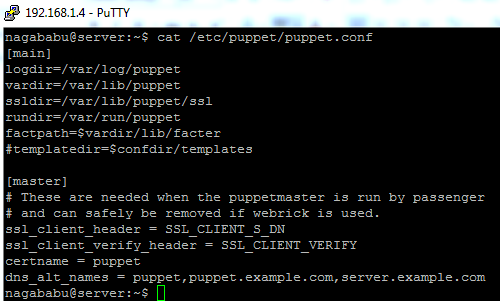 192.168.1.4 - PuTTY
nagababu@server:~$ cat /etc/puppet/puppet.conf
[main]
logdir=/var/log/puppet
vardir=/var/lib/puppet
ssldir=/var/lib/puppet/ssl
rundir=/var/run/puppet
factpath=$vardir/lib/facter
#templatedir=$confdir/templates

[master]
# These are needed when the puppetmaster is run by passenger
# and can safely be removed if webrick is used.
ssl_client_header = SSL_CLIENT_S_DN
ssl_client_verify_header = SSL_CLIENT_VERIFY
certname = puppet
dns_alt_names = puppet,puppet.example.com,server.example.com
nagababu@server:~$